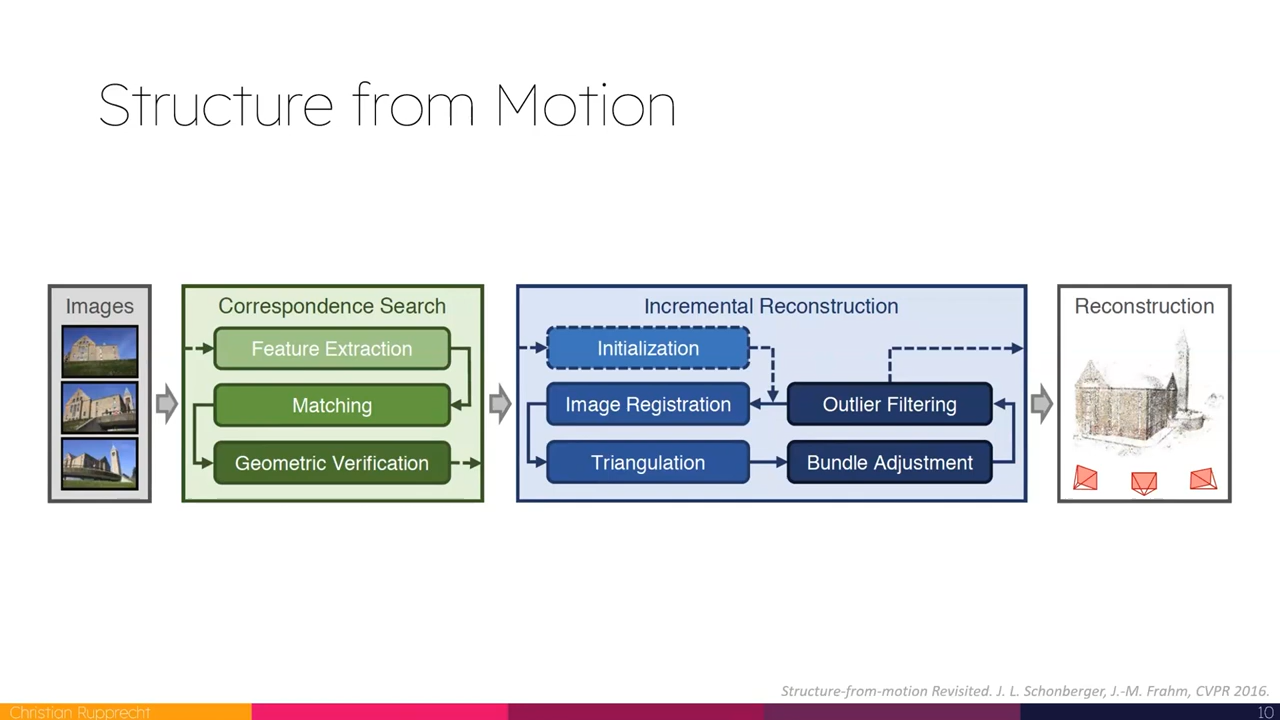 Structure from Motion
Images
Correspondence Search
Feature Extraction
Matching
Geometric Verification
Incremental Reconstruction
Initialization
Image Registration
Triangulation
Outlier Filtering
Bundle Adjustment
Reconstruction
Structure-from-motion Revisited. J. L. Schonberger, J.-M. Frahm, CVPR 2016.
Christian Rupprecht
10